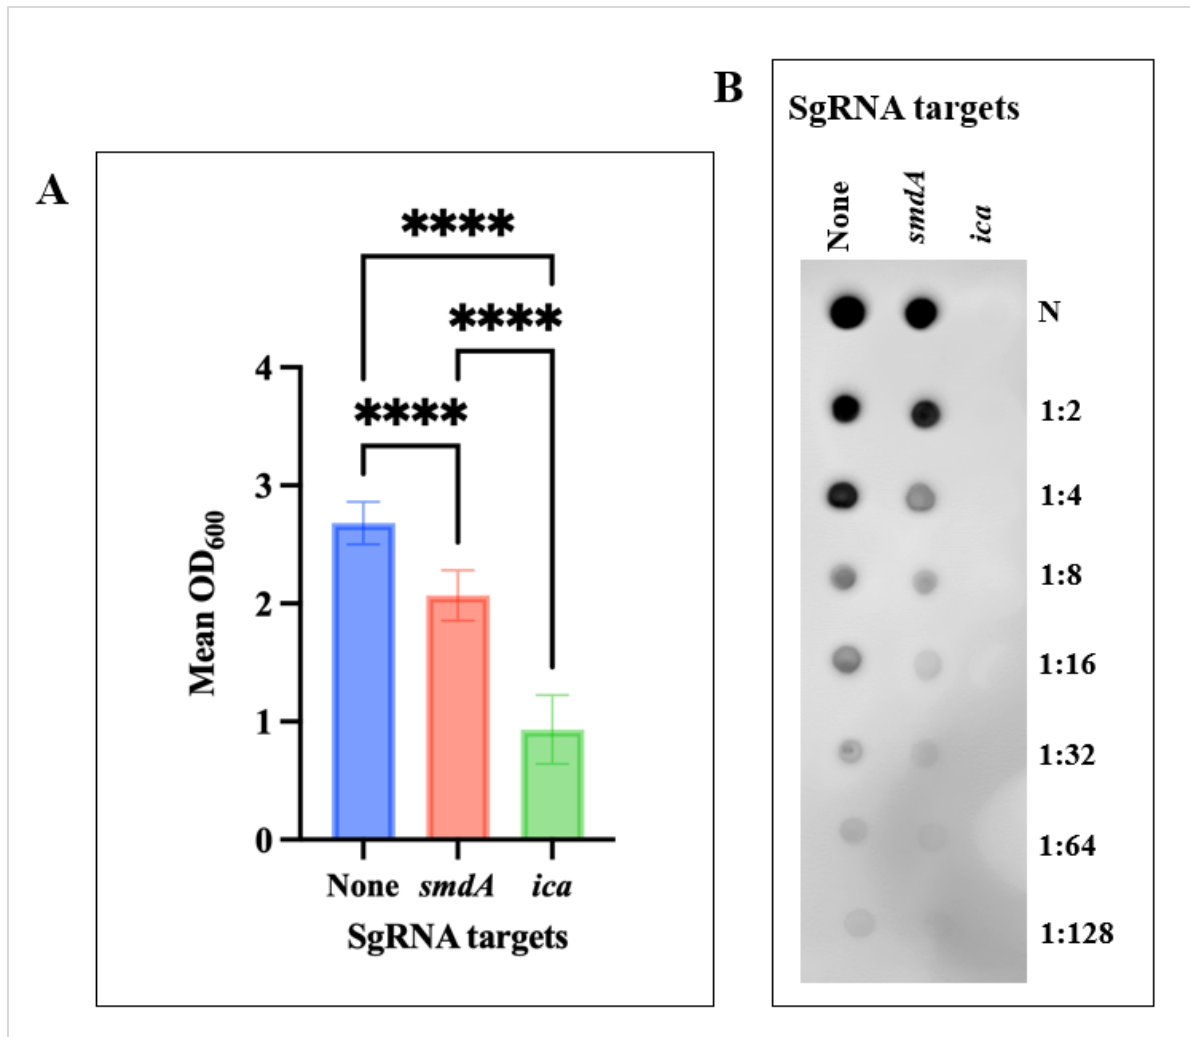 A
****
****
****
4
3
2
1
0
Mean OD600
None smdA ica
SgRNA targets
B
SgRNA targets
None smdA ica
N
1:2
1:4
1:8
1:16
1:32
1:64
1:128